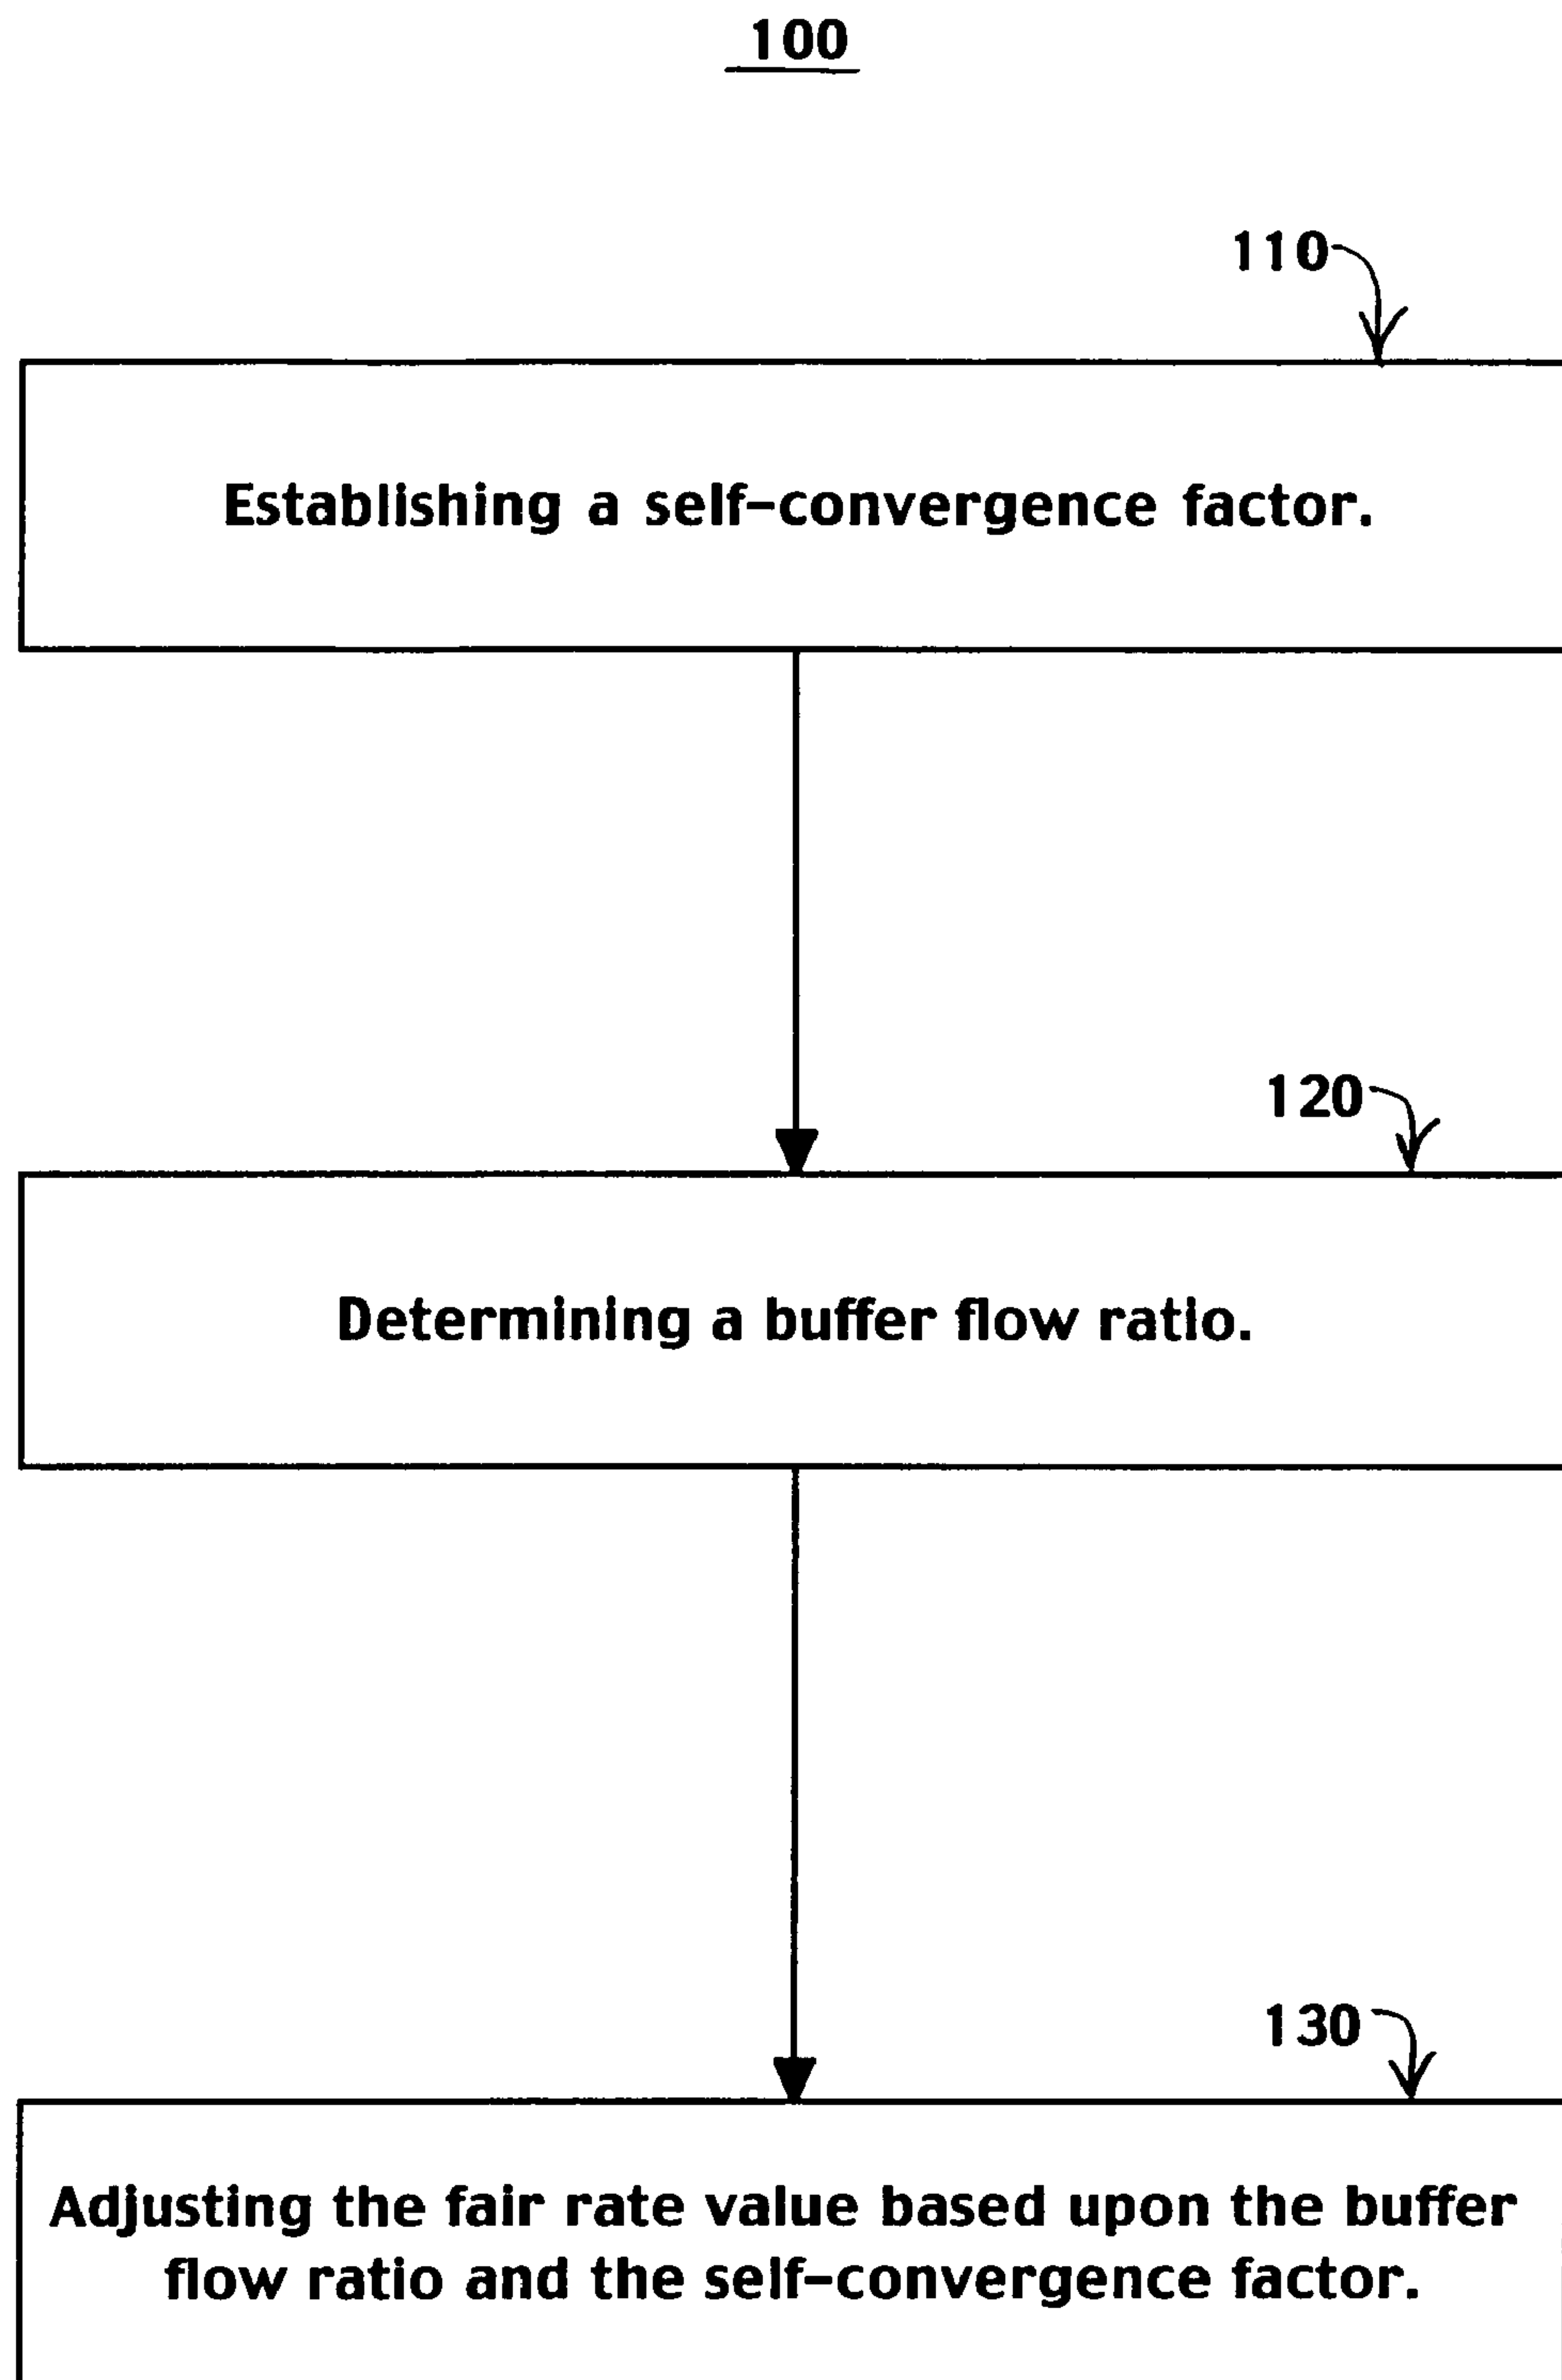 100
110
Establishing a self-convergence factor.
120
Determining a buffer flow ratio.
130
Adjusting the fair rate value based upon the buffer
flow ratio and the self-convergence factor.